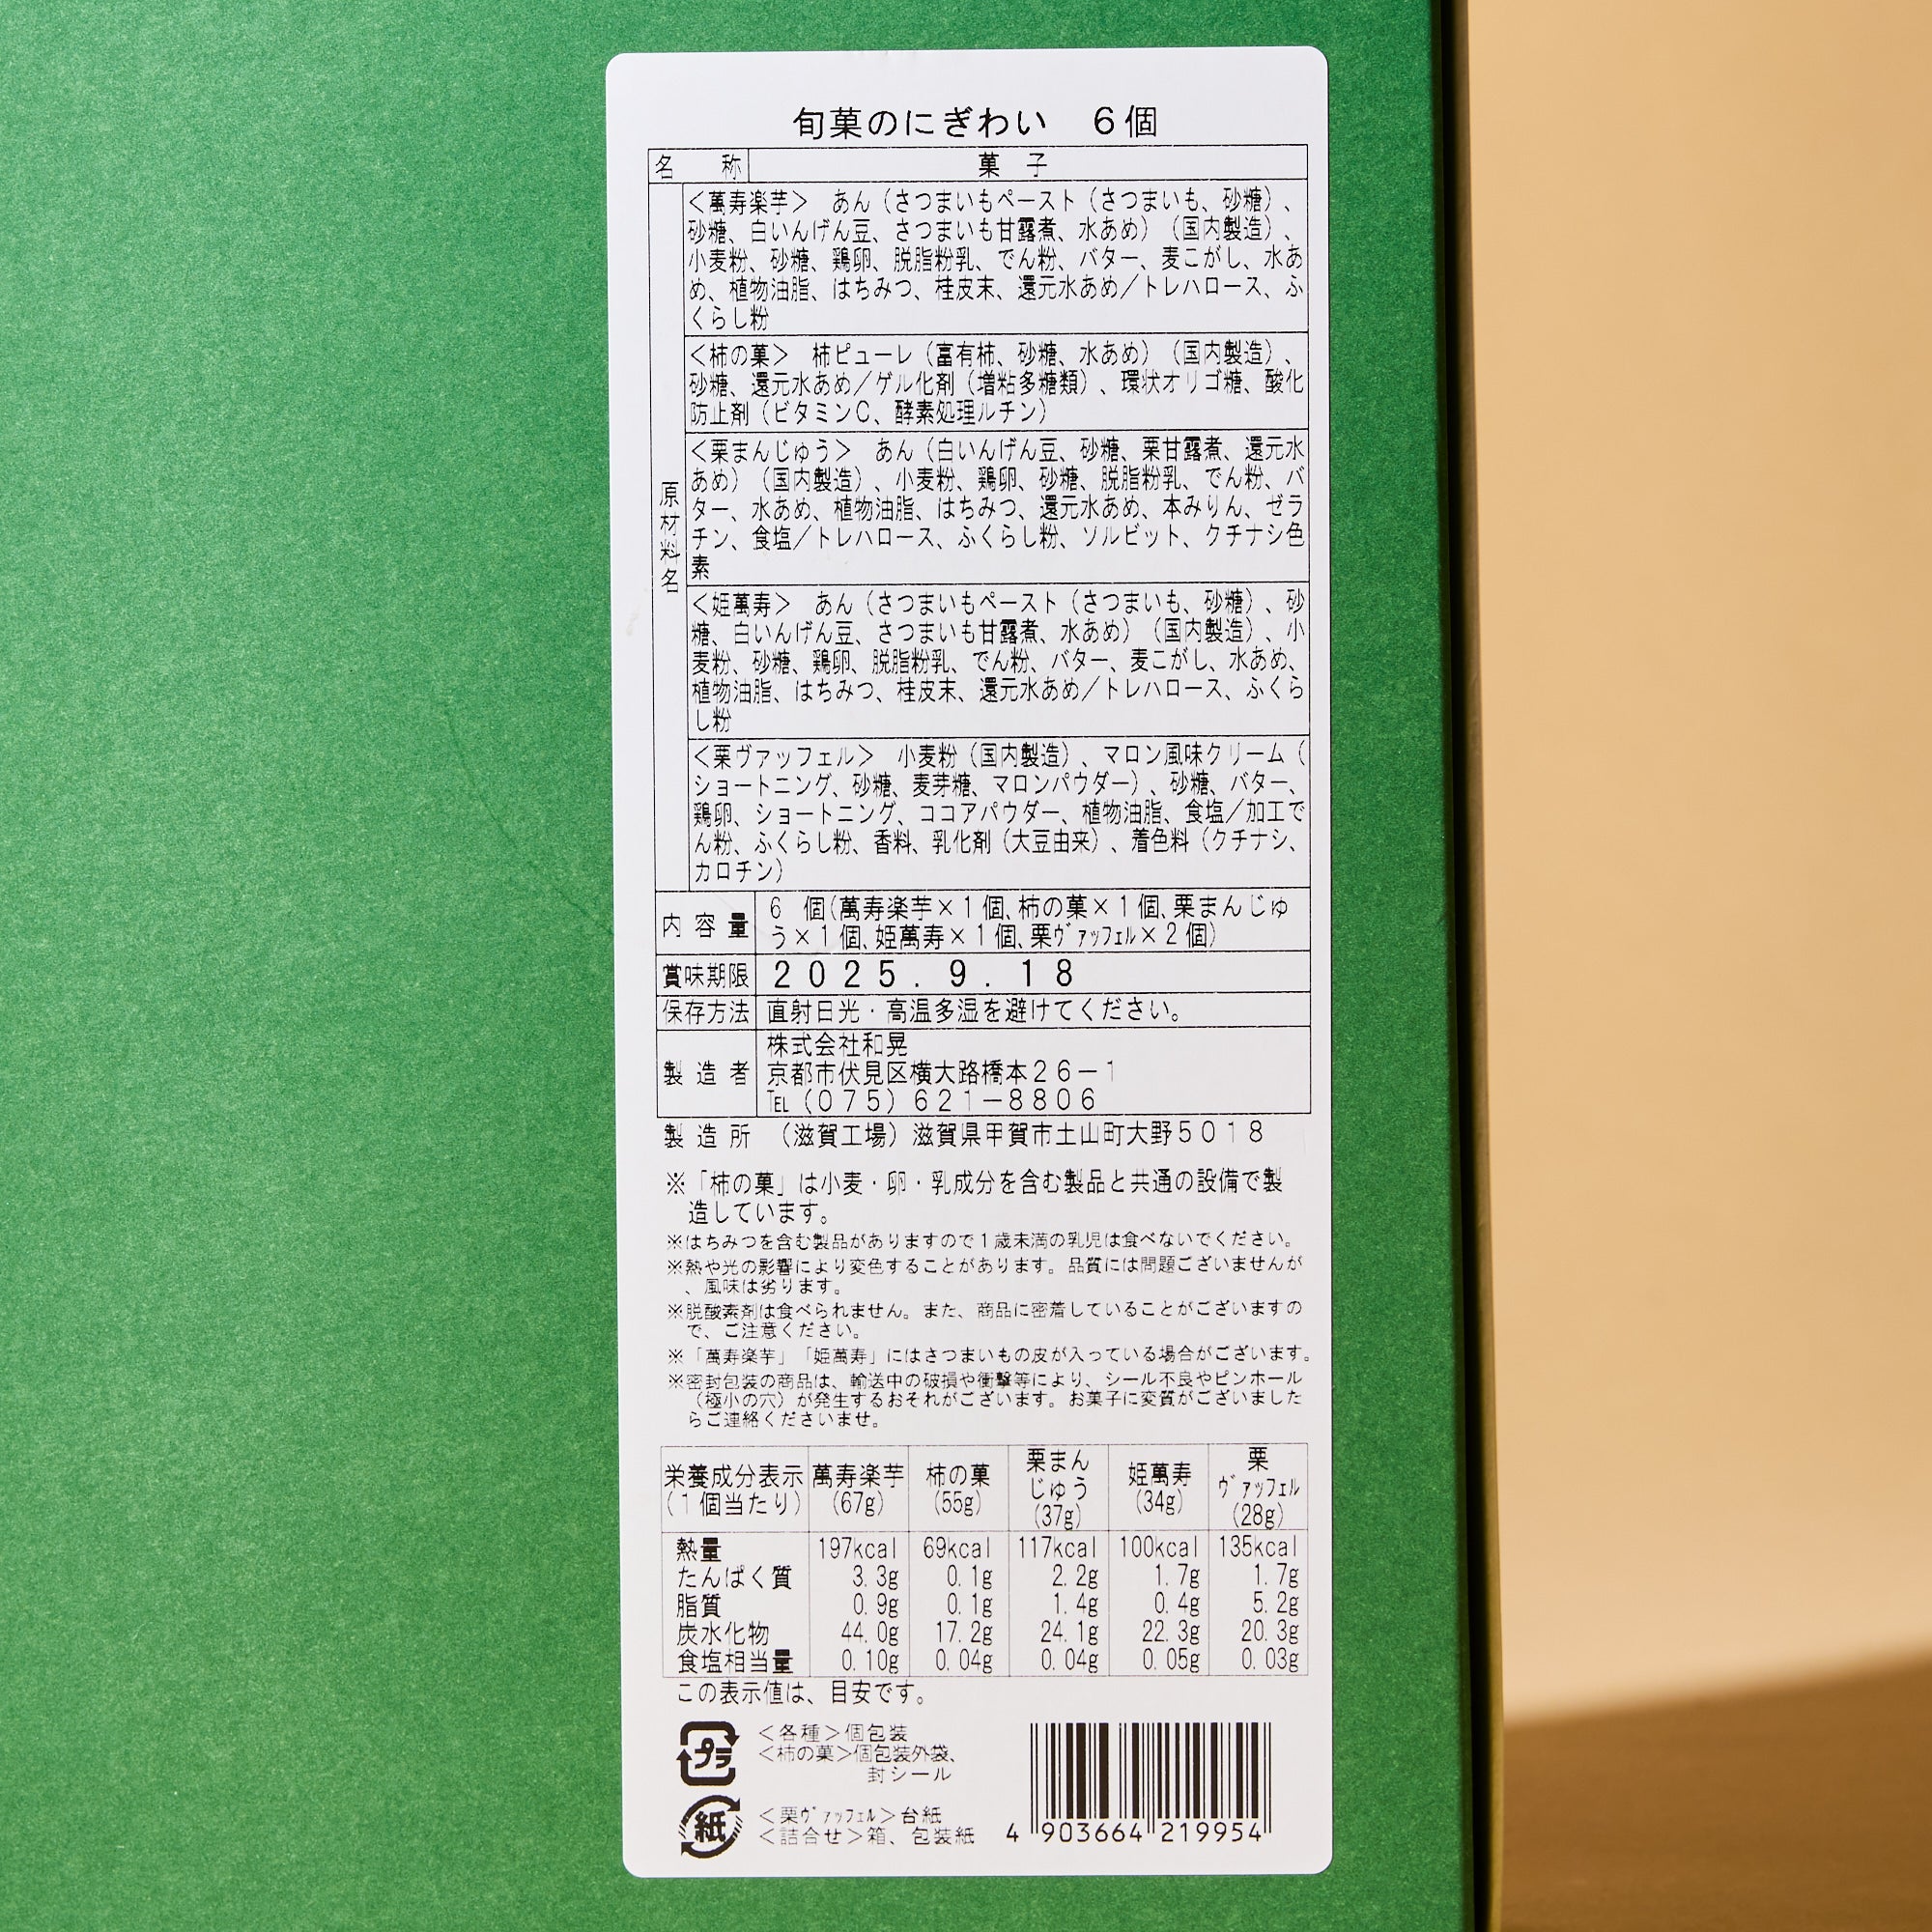 旬菓のにぎわい　6個
名　称　菓　子
原材料名
＜萬寿楽芋＞　あん（さつまいもペースト（さつまいも、砂糖）、
砂糖、白いんげん豆、さつまいも甘露煮、水あめ）（国内製造）、
小麦粉、砂糖、鶏卵、脱脂粉乳、でん粉、バター、麦こがし、水あ
め、植物油脂、はちみつ、桂皮末、還元水あめ／トレハロース、ふ
くらし粉
＜柿の菓＞　柿ピューレ（富有柿、砂糖、水あめ）（国内製造）、
砂糖、還元水あめ／ゲル化剤（増粘多糖類）、環状オリゴ糖、酸化
防止剤（ビタミンC、酵素処理ルチン）
＜栗まんじゅう＞　あん（白いんげん豆、砂糖、栗甘露煮、還元水
あめ）（国内製造）、小麦粉、鶏卵、砂糖、脱脂粉乳、でん粉、バ
ター、水あめ、植物油脂、はちみつ、還元水あめ、本みりん、ゼラ
チン、食塩／トレハロース、ふくらし粉、ソルビット、クチナシ色
素
＜姫萬寿＞　あん（さつまいもペースト（さつまいも、砂糖）、砂
糖、白いんげん豆、さつまいも甘露煮、水あめ）（国内製造）、小
麦粉、砂糖、鶏卵、脱脂粉乳、でん粉、バター、麦こがし、水あめ、
植物油脂、はちみつ、桂皮末、還元水あめ／トレハロース、ふくら
し粉
＜栗ヴァッフェル＞　小麦粉（国内製造）、マロン風味クリーム（
ショートニング、砂糖、麦芽糖、マロンパウダー）、砂糖、バター、
鶏卵、ショートニング、ココアパウダー、植物油脂、食塩／加工で
ん粉、ふくらし粉、香料、乳化剤（大豆由来）、着色料（クチナシ、
カロチン）
内容量　6 個(萬寿楽芋×1個､柿の菓×1個､栗まんじゅ
う×1個､姫萬寿×1個､栗ｳﾞｧｯﾌｪﾙ×2個)
賞味期限　2025.9.18
保存方法　直射日光・高温多湿を避けてください。
製造者　株式会社和晃
京都市伏見区横大路橋本26－1
℡（075）621－8806
製造所　（滋賀工場）滋賀県甲賀市土山町大野5018
※「柿の菓」は小麦・卵・乳成分を含む製品と共通の設備で製
造しています。
※はちみつを含む製品がありますので1歳未満の乳児は食べないでください。
※熱や光の影響により変色することがあります。品質には問題ございませんが
、風味は劣ります。
※脱酸素剤は食べられません。また、商品に密着していることがございますの
で、ご注意ください。
※「萬寿楽芋」「姫萬寿」にはさつまいもの皮が入っている場合がございます。
※密封包装の商品は、輸送中の破損や衝撃等により、シール不良やピンホール
（極小の穴）が発生するおそれがございます。お菓子に変質がございました
らご連絡くださいませ。
栄養成分表示（1個当たり）　萬寿楽芋(67g)　柿の菓(55g)　栗まんじゅう(37g)　姫萬寿(34g)　栗ｳﾞｧｯﾌｪﾙ(28g)
熱量　197kcal　69kcal　117kcal　100kcal　135kcal
たんぱく質　3.3g　0.1g　2.2g　1.7g　1.7g
脂質　0.9g　0.1g　1.4g　0.4g　5.2g
炭水化物　44.0g　17.2g　24.1g　22.3g　20.3g
食塩相当量　0.10g　0.04g　0.04g　0.05g　0.03g
この表示値は、目安です。
プラ
＜各種＞個包装
＜柿の菓＞個包装外袋、
封シール
紙
＜栗ｳﾞｧｯﾌｪﾙ＞台紙
＜詰合せ＞箱、包装紙
4 903664 219954